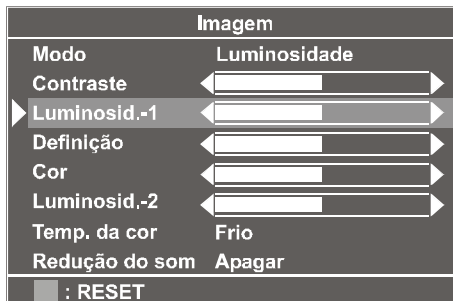 Imagem
Modo Luminosidade
Contraste
Luminosid.-1
Definição
Cor
Luminosid.-2
Temp. da cor Frio
Redução do som Apagar
: RESET